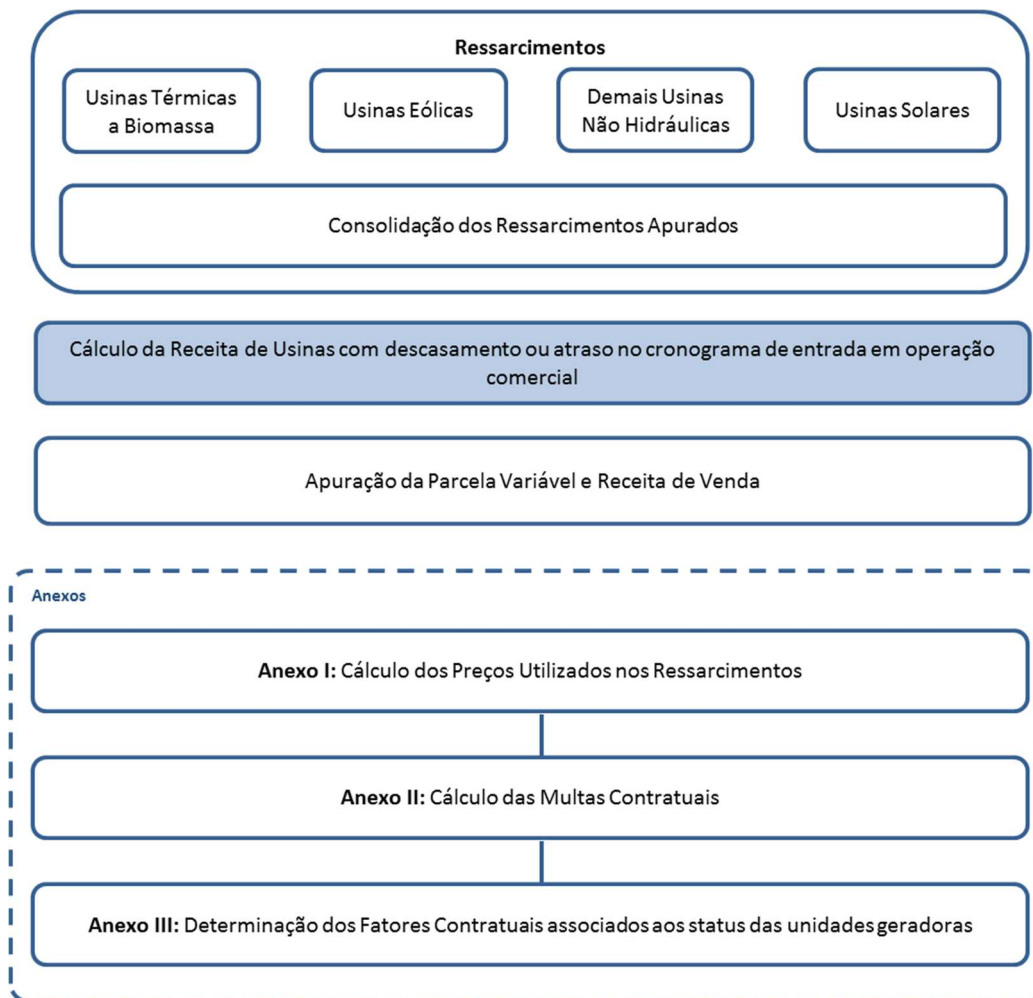 Ressarcimentos
Usinas Térmicas
a Biomassa
Usinas Eólicas
Demais Usinas
Não Hidráulicas
Usinas Solares
Consolidação dos Ressarcimentos Apurados
Cálculo da Receita de Usinas com descasamento ou atraso no cronograma de entrada em operação
comercial
Apuração da Parcela Variável e Receita de Venda
Anexos
Anexo I: Cálculo dos Preços Utilizados nos Ressarcimentos
Anexo II: Cálculo das Multas Contratuais
Anexo III: Determinação dos Fatores Contratuais associados aos status das unidades geradoras